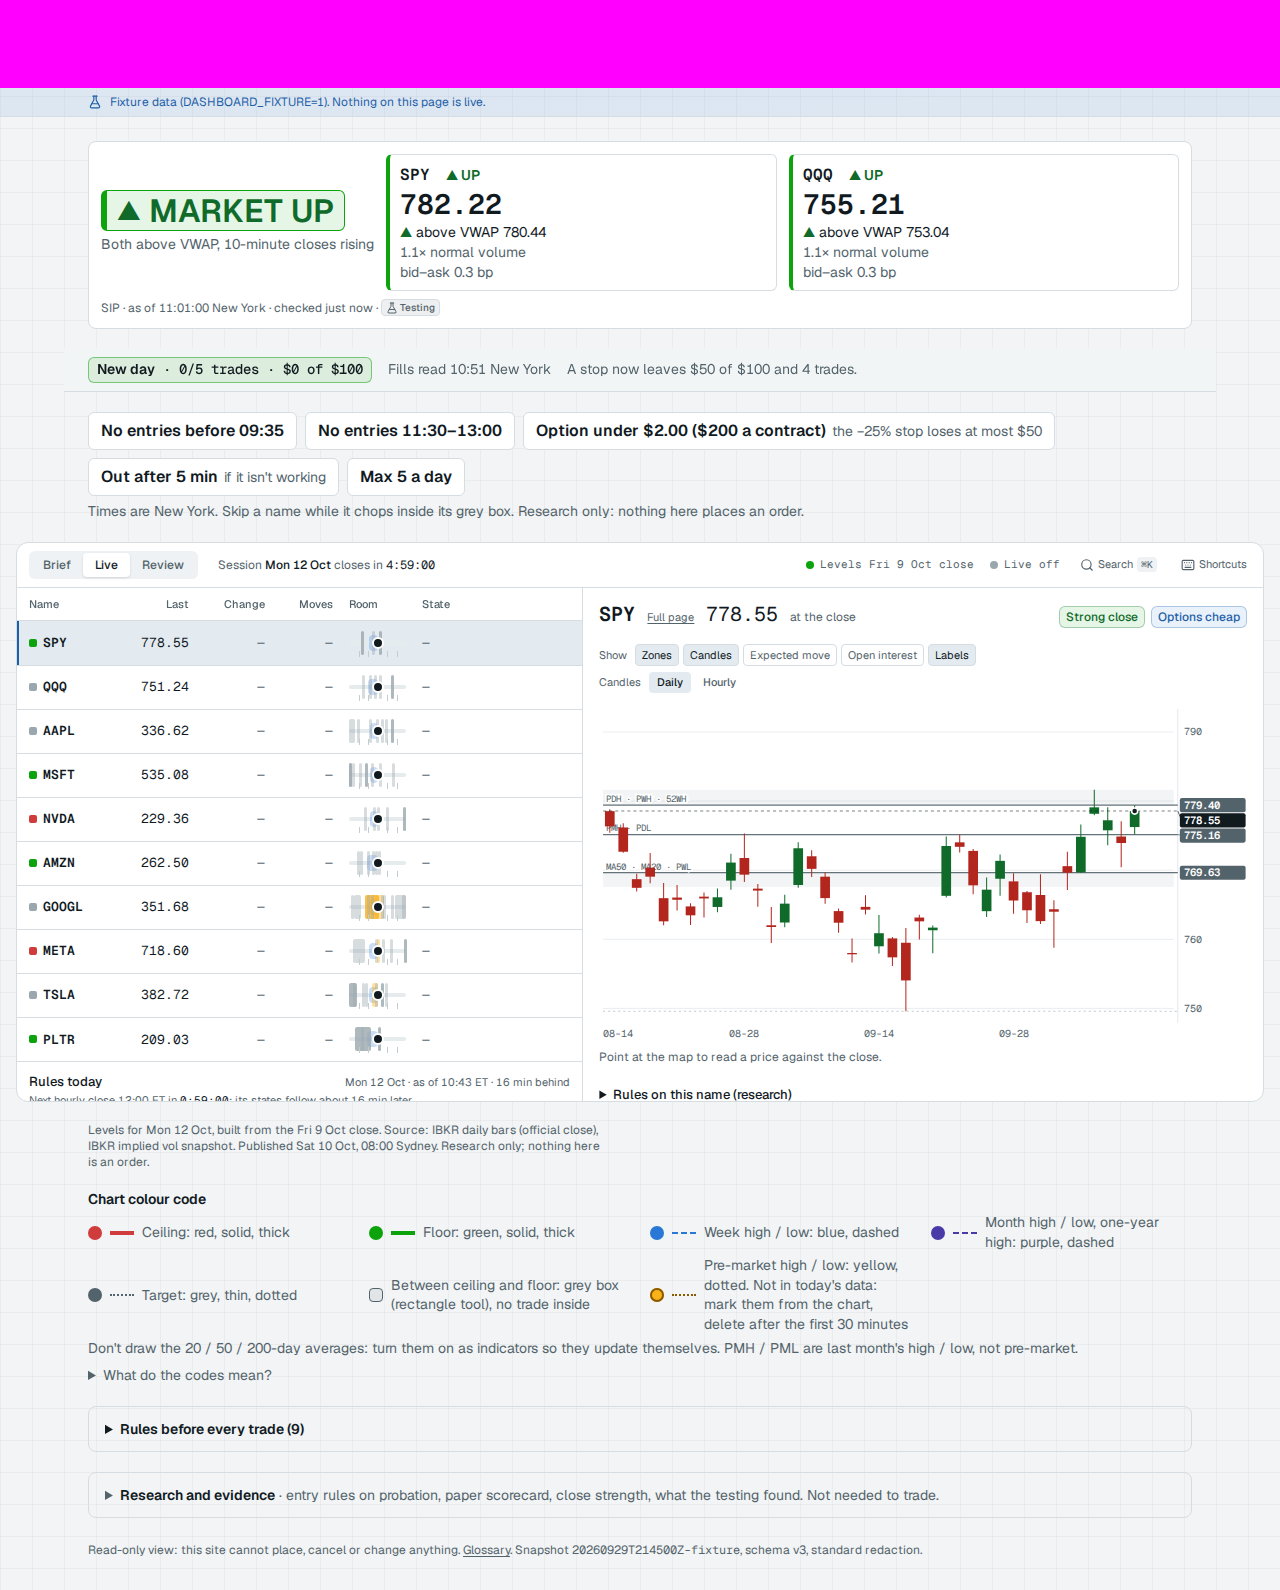 Fixture data (DASHBOARD_FIXTURE=1). Nothing on this page is live.
▲ MARKET UP
Both above VWAP, 10-minute closes rising
SPY ▲ UP
782.22
▲ above VWAP 780.44
1.1× normal volume
bid–ask 0.3 bp
QQQ ▲ UP
755.21
▲ above VWAP 753.04
1.1× normal volume
bid–ask 0.3 bp
SIP · as of 11:01:00 New York · checked just now · Testing
New day · 0/5 trades · $0 of $100 Fills read 10:51 New York A stop now leaves $50 of $100 and 4 trades.
No entries before 09:35 No entries 11:30–13:00 Option under $2.00 ($200 a contract) the −25% stop loses at most $50
Out after 5 min if it isn't working Max 5 a day
Times are New York. Skip a name while it chops inside its grey box. Research only: nothing here places an order.
Brief Live Review Session Mon 12 Oct closes in 4:59:00 Levels Fri 9 Oct close Live off Search ⌘K Shortcuts
Name Last Change Moves Room State
SPY 778.55 – – –
QQQ 751.24 – – –
AAPL 336.62 – – –
MSFT 535.08 – – –
NVDA 229.36 – – –
AMZN 262.50 – – –
GOOGL 351.68 – – –
META 718.60 – – –
TSLA 382.72 – – –
PLTR 209.03 – – –
Rules today Mon 12 Oct · as of 10:43 ET · 16 min behind
Next hourly close 12:00 ET in 0:59:00; its states follow about 16 min later
SPY Full page 778.55 at the close Strong close Options cheap
Show Zones Candles Expected move Open interest Labels
Candles Daily Hourly
790
PDH · PWH · 52WH
779.40
778.55
PMH · PDL
775.16
MA50 · MA20 · PWL
769.63
760
750
08-14 08-28 09-14 09-28
Point at the map to read a price against the close.
▶ Rules on this name (research)
Levels for Mon 12 Oct, built from the Fri 9 Oct close. Source: IBKR daily bars (official close),
IBKR implied vol snapshot. Published Sat 10 Oct, 08:00 Sydney. Research only; nothing here
is an order.
Chart colour code
Ceiling: red, solid, thick
Floor: green, solid, thick
Week high / low: blue, dashed
Month high / low, one-year
high: purple, dashed
Target: grey, thin, dotted
Between ceiling and floor: grey box
(rectangle tool), no trade inside
Pre-market high / low: yellow,
dotted. Not in today's data:
mark them from the chart,
delete after the first 30 minutes
Don't draw the 20 / 50 / 200-day averages: turn them on as indicators so they update themselves. PMH / PML are last month's high / low, not pre-market.
▶ What do the codes mean?
▶ Rules before every trade (9)
▶ Research and evidence · entry rules on probation, paper scorecard, close strength, what the testing found. Not needed to trade.
Read-only view: this site cannot place, cancel or change anything. Glossary. Snapshot 20260929T214500Z-fixture, schema v3, standard redaction.